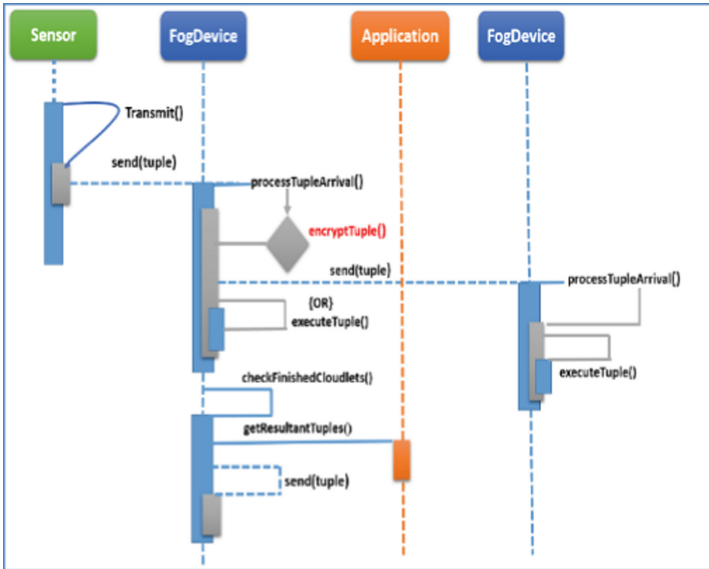 Sensor
FogDevice
Application
FogDevice
Transmit()
send(tuple)
processTupleArrival()
encryptTuple()
send(tuple)
processTupleArrival()
{OR}
executeTuple()
executeTuple()
checkFinishedCloudlets()
getResultantTuples()
send(tuple)